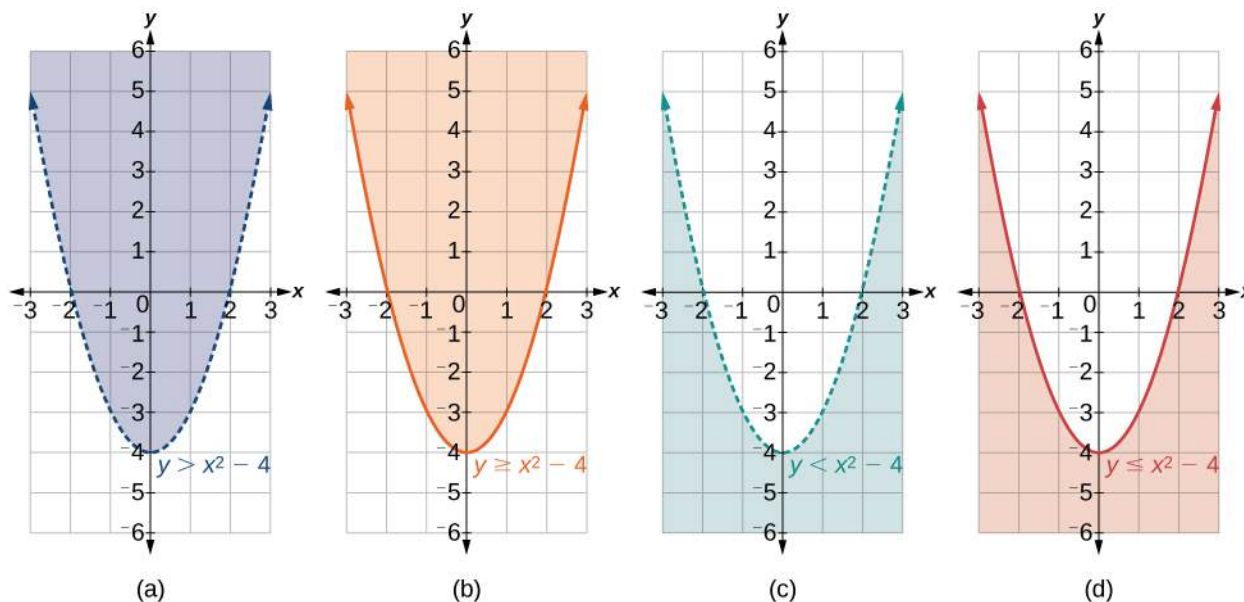 y y y y
6 6 6 6
5 5 5 5
4 4 4 4
3 3 3 3
2 2 2 2
1 1 1 1
−3 −2 −1 0 1 2 3 x −3 −2 −1 0 1 2 3 x −3 −2 −1 0 1 2 3 x −3 −2 −1 0 1 2 3 x
−1 −1 −1 −1
−2 −2 −2 −2
−3 −3 −3 −3
−4 −4 −4 −4
y > x² − 4 y ≥ x² − 4 y < x² − 4 y ≤ x² − 4
−5 −5 −5 −5
−6 −6 −6 −6
(a) (b) (c) (d)